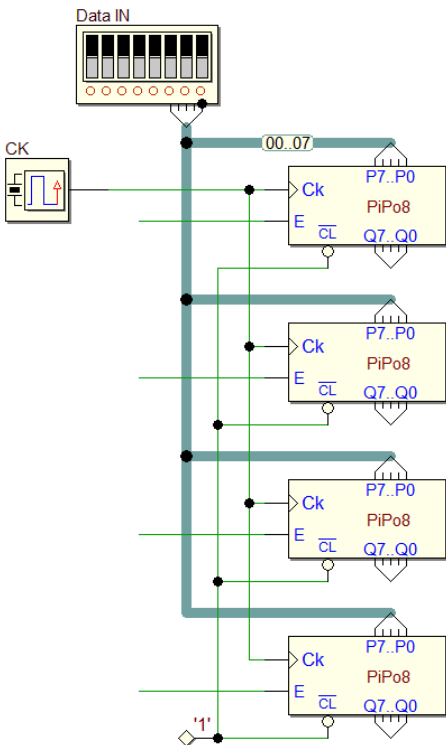 Data IN
00..07
CK
P7..P0
Ck
PiPo8
E
CL
Q7..Q0
P7..P0
Ck
PiPo8
E
CL
Q7..Q0
P7..P0
Ck
PiPo8
E
CL
Q7..Q0
P7..P0
Ck
PiPo8
E
CL
Q7..Q0
'1'